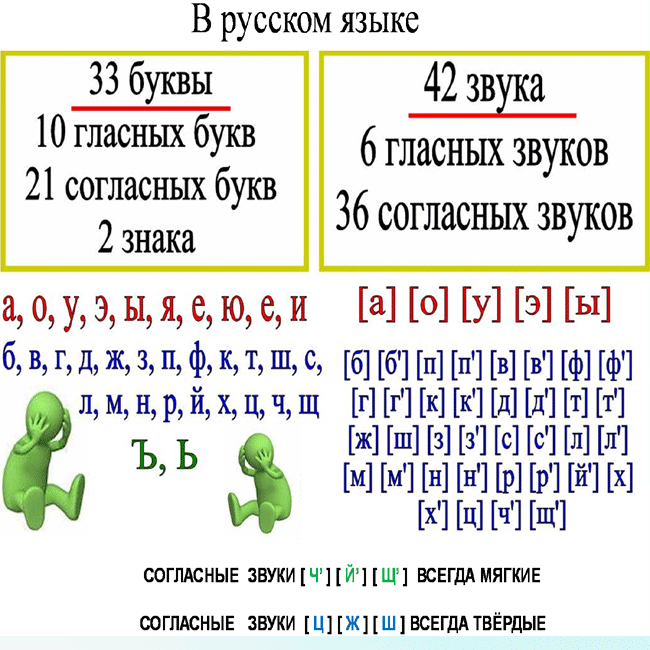 В русском языке
33 буквы
10 гласных букв
21 согласных букв
2 знака
42 звука
6 гласных звуков
36 согласных звуков
а, о, у, э, ы, я, е, ю, е, и
б, в, г, д, ж, з, п, ф, к, т, ш, с,
л, м, н, р, й, х, ц, ч, щ
Ъ, Ь
[а] [о] [у] [э] [ы]
[б] [б'] [п] [п'] [в] [в'] [ф] [ф']
[г] [г'] [к] [к'] [д] [д'] [т] [т']
[ж] [ш] [з] [з'] [с] [с'] [л] [л']
[м] [м'] [н] [н'] [р] [р'] [й'] [х]
[х'] [ц] [ч'] [щ']
СОГЛАСНЫЕ ЗВУКИ [ Ч' ] [ Й' ] [ Щ' ] ВСЕГДА МЯГКИЕ
СОГЛАСНЫЕ ЗВУКИ [ Ц ] [ Ж ] [ Ш ] ВСЕГДА ТВЁРДЫЕ